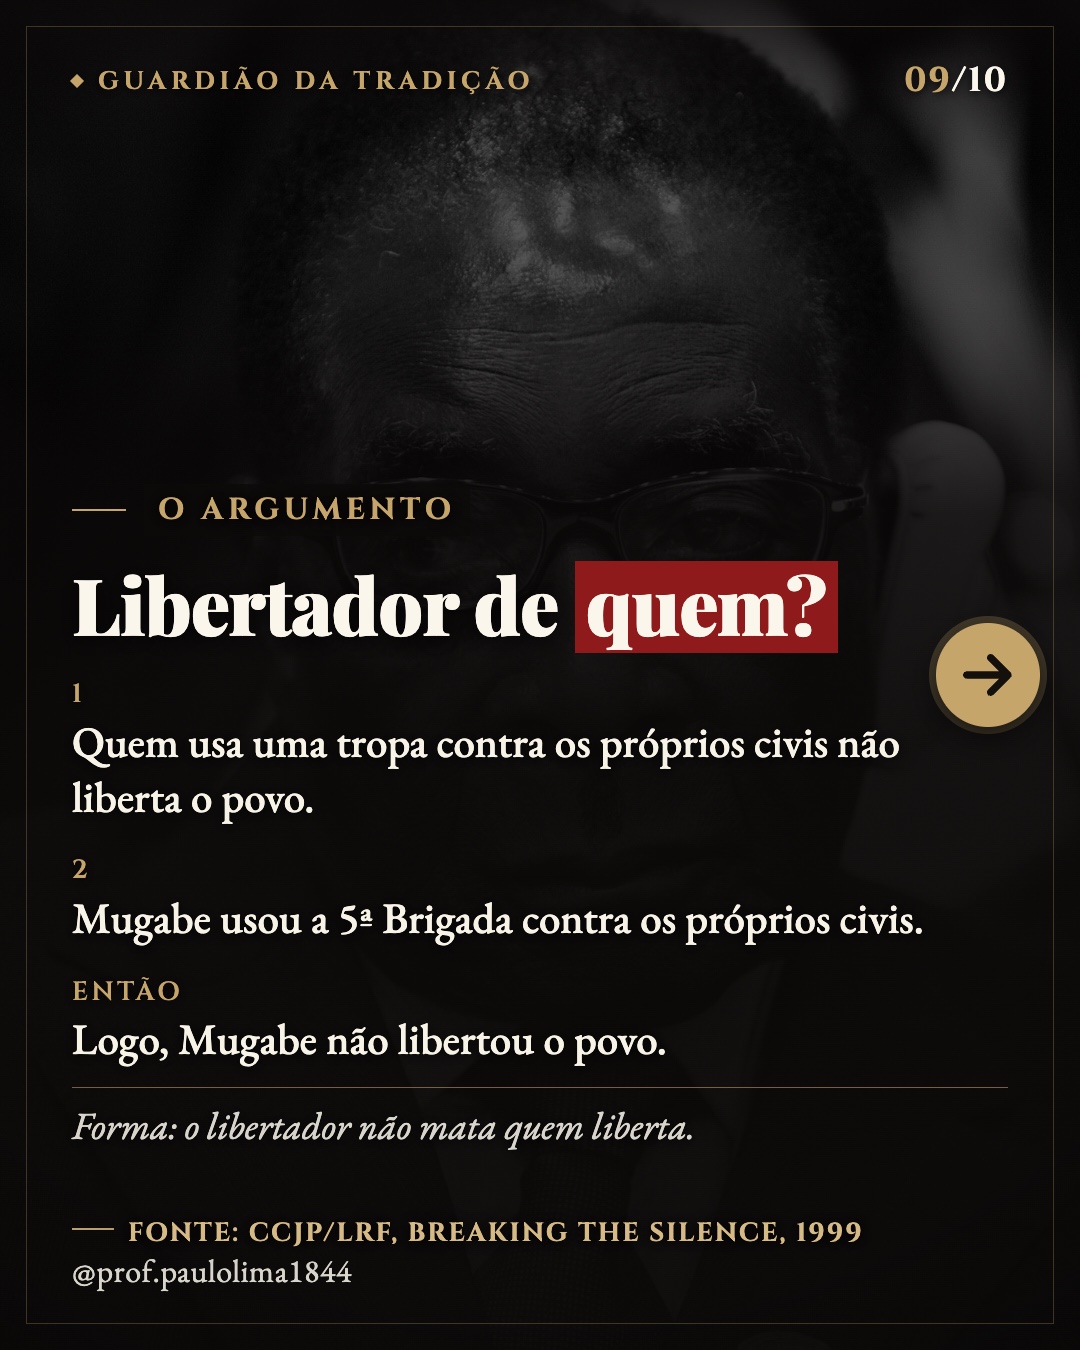 GUARDIÃO DA TRADIÇÃO
09/10
O ARGUMENTO
Libertador de quem?
1
Quem usa uma tropa contra os próprios civis não
liberta o povo.
2
Mugabe usou a 5ª Brigada contra os próprios civis.
ENTÃO
Logo, Mugabe não libertou o povo.
Forma: o libertador não mata quem liberta.
FONTE: CCJP/LRF, BREAKING THE SILENCE, 1999
@prof.paulolima1844